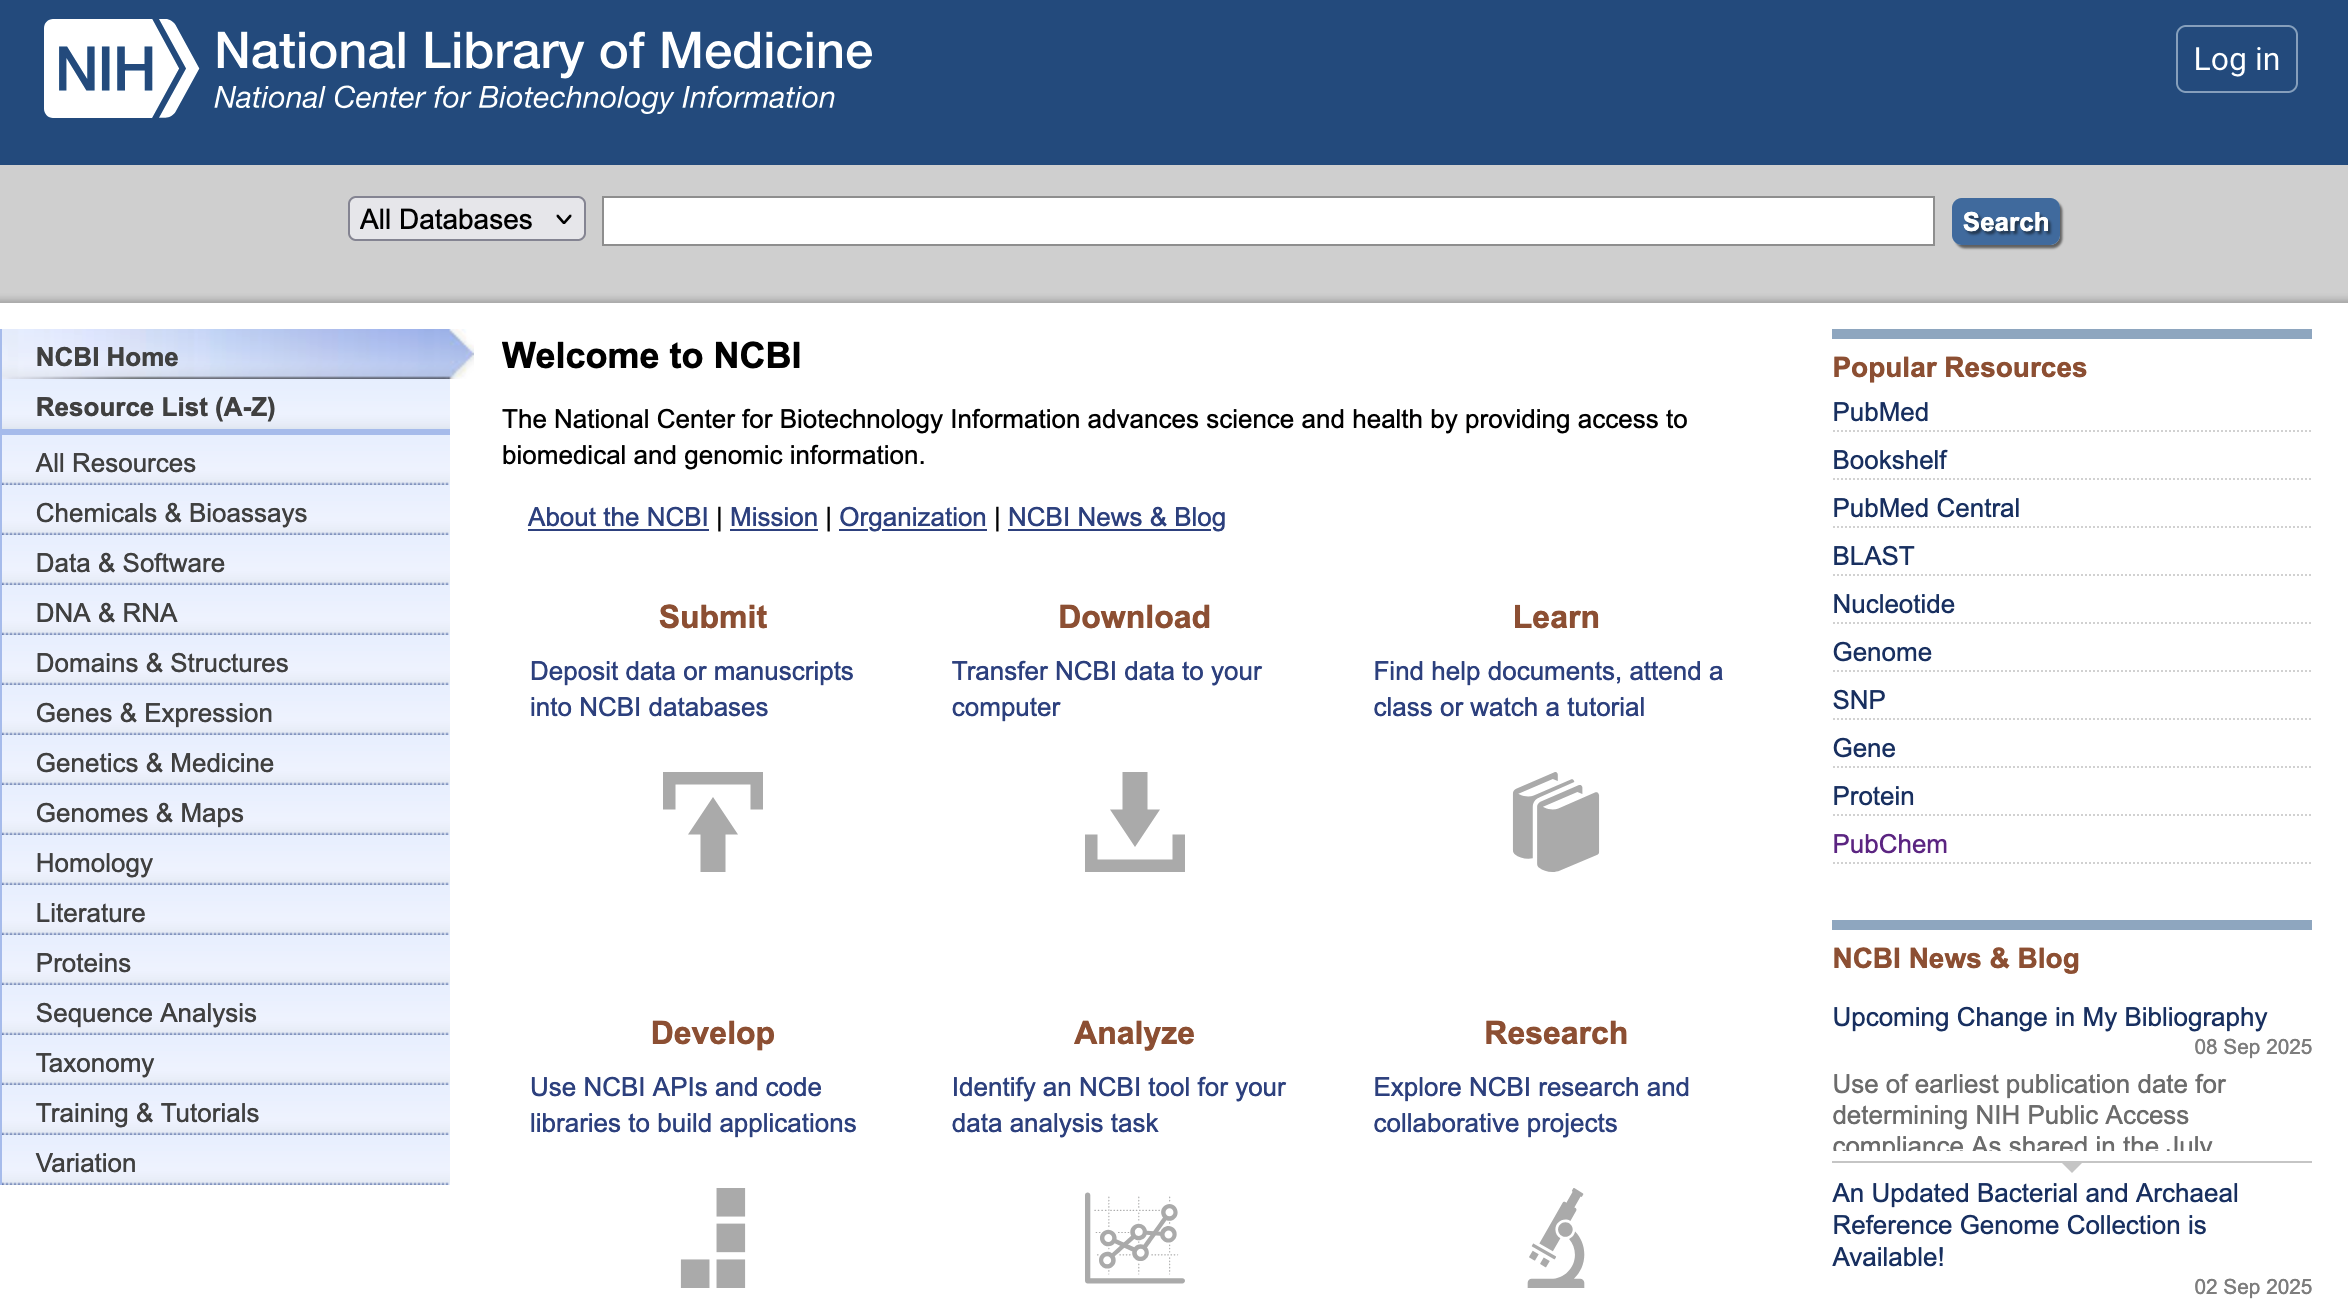 NIH
National Library of Medicine
National Center for Biotechnology Information
Log in
All Databases
Search
NCBI Home
Resource List (A-Z)
All Resources
Chemicals & Bioassays
Data & Software
DNA & RNA
Domains & Structures
Genes & Expression
Genetics & Medicine
Genomes & Maps
Homology
Literature
Proteins
Sequence Analysis
Taxonomy
Training & Tutorials
Variation
Welcome to NCBI
The National Center for Biotechnology Information advances science and health by providing access to
biomedical and genomic information.
About the NCBI | Mission | Organization | NCBI News & Blog
Submit
Deposit data or manuscripts
into NCBI databases
Download
Transfer NCBI data to your
computer
Learn
Find help documents, attend a
class or watch a tutorial
Develop
Use NCBI APIs and code
libraries to build applications
Analyze
Identify an NCBI tool for your
data analysis task
Research
Explore NCBI research and
collaborative projects
Popular Resources
PubMed
Bookshelf
PubMed Central
BLAST
Nucleotide
Genome
SNP
Gene
Protein
PubChem
NCBI News & Blog
Upcoming Change in My Bibliography
08 Sep 2025
Use of earliest publication date for
determining NIH Public Access
compliance As shared in the July
An Updated Bacterial and Archaeal
Reference Genome Collection is
Available!
02 Sep 2025